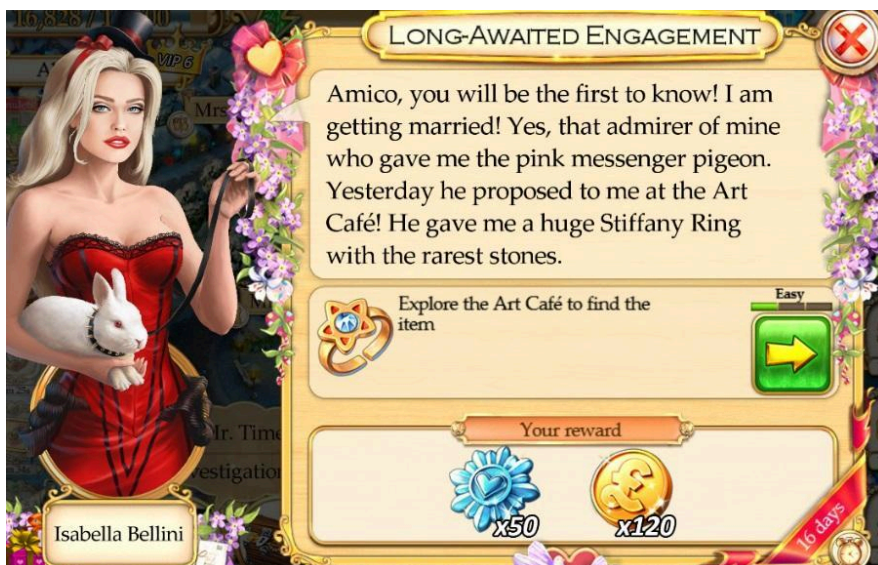 VIP 6
Mrs
LONG-AWAITED ENGAGEMENT
Amico, you will be the first to know! I am
getting married! Yes, that admirer of mine
who gave me the pink messenger pigeon.
Yesterday he proposed to me at the Art
Café! He gave me a huge Stiffany Ring
with the rarest stones.
Explore the Art Café to find the
item
Easy
Your reward
x50
x120
16 days
Mr. Time
Isabella Bellini